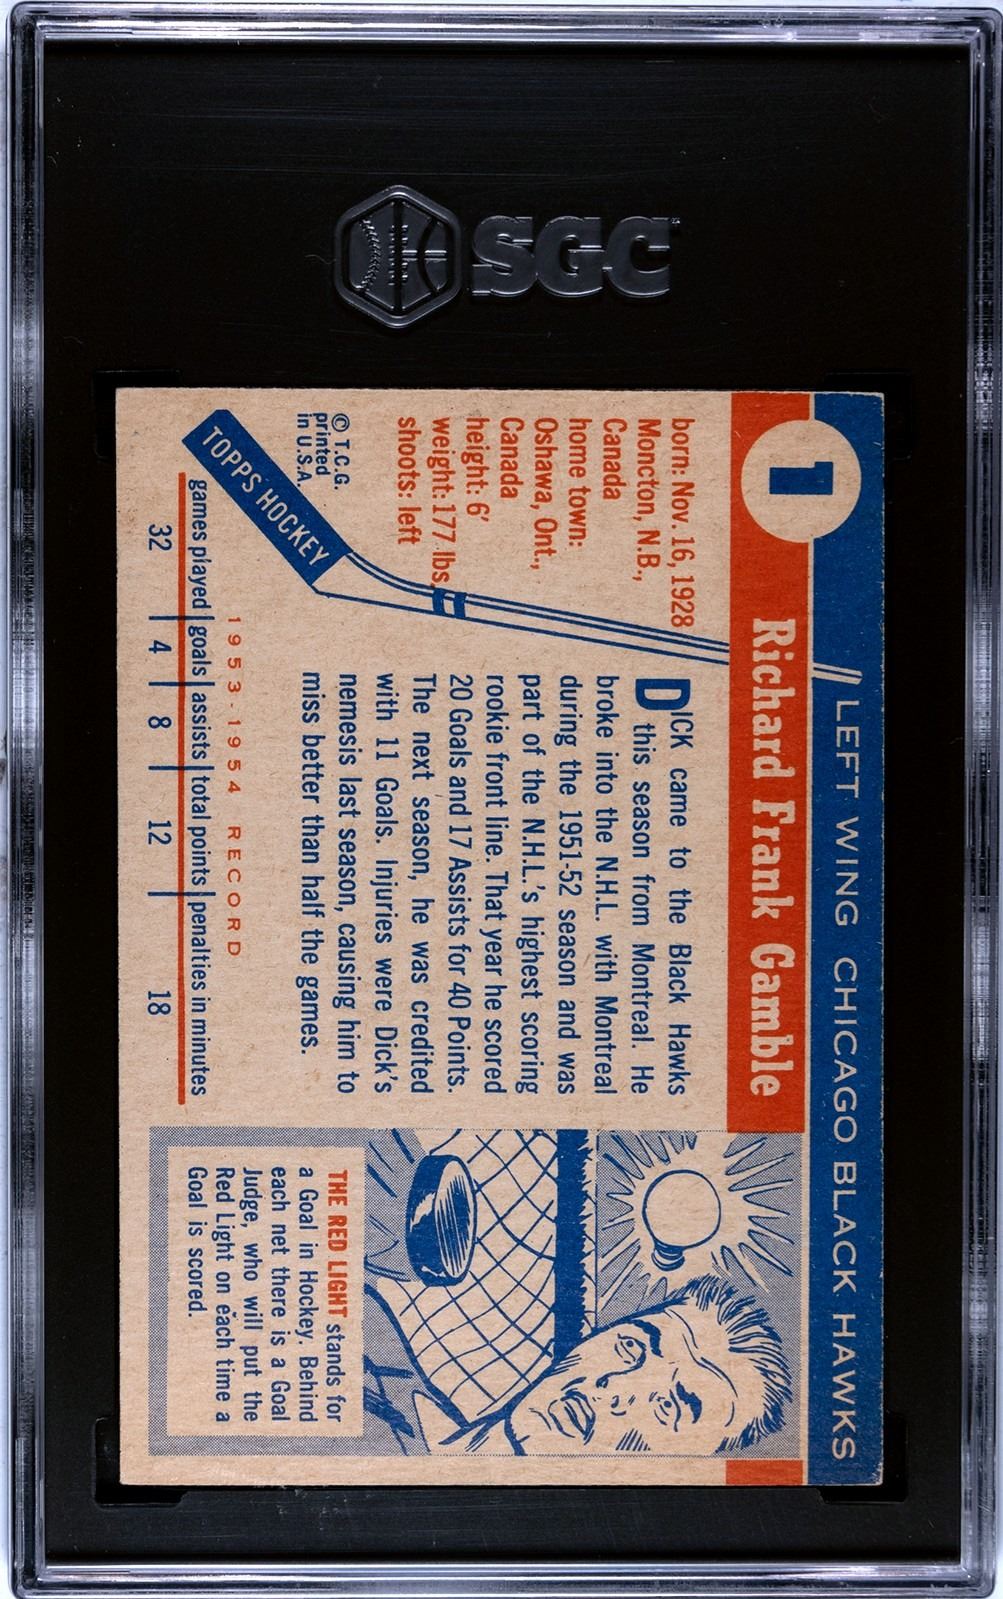 SGC
1
LEFT WING CHICAGO BLACK HAWKS
Richard Frank Gamble
born: Nov. 16, 1928
Moncton, N.B.,
Canada
home town:
Oshawa, Ont.,
Canada
height: 6'
weight: 177 lbs.
shoots: left
© T.C.G.
printed
in U.S.A.
TOPPS HOCKEY
DICK came to the Black Hawks
this season from Montreal. He
broke into the N.H.L. with Montreal
during the 1951-52 season and was
part of the N.H.L.'s highest scoring
rookie front line. That year he scored
20 Goals and 17 Assists for 40 Points.
The next season, he was credited
with 11 Goals. Injuries were Dick's
nemesis last season, causing him to
miss better than half the games.
1953-1954 RECORD
games played | goals | assists | total points | penalties in minutes
32 | 4 | 8 | 12 | 18
THE RED LIGHT stands for
a Goal in Hockey. Behind
each net there is a Goal
Judge, who will put the
Red Light on each time a
Goal is scored.